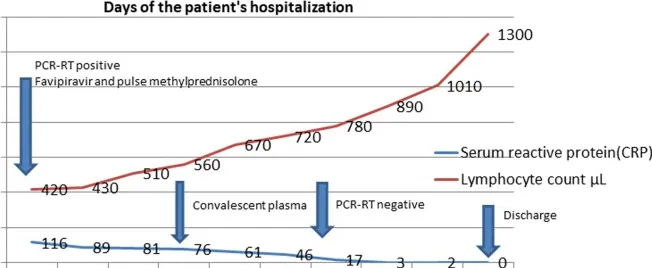 Days of the patient's hospitalization
1300
PCR-RT positive
Favipiravir and pulse methylprednisolone
1010
890
780
720
670
560
510
430
420
Serum reactive protein(CRP)
Lymphocyte count µL
Convalescent plasma
PCR-RT negative
Discharge
116 89 81 76 61 46 17 3 2 0